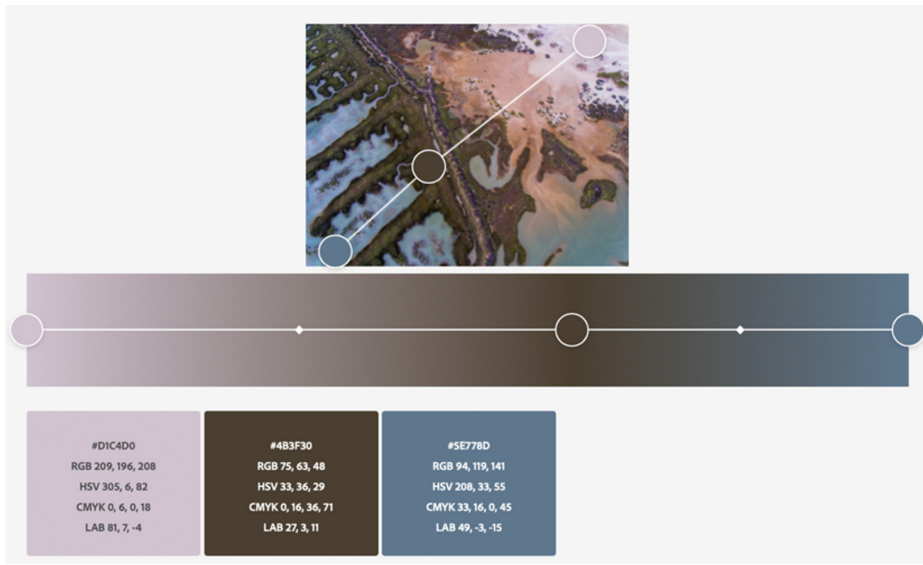 #D1C4D0
RGB 209, 196, 208
HSV 305, 6, 82
CMYK 0, 6, 0, 18
LAB 81, 7, -4
#4B3F30
RGB 75, 63, 48
HSV 33, 36, 29
CMYK 0, 16, 36, 71
LAB 27, 3, 11
#5E778D
RGB 94, 119, 141
HSV 208, 33, 55
CMYK 33, 16, 0, 45
LAB 49, -3, -15